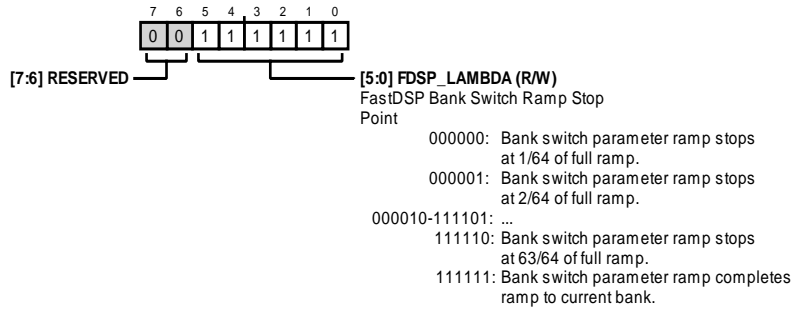 7 6 5 4 3 2 1 0
0 0 1 1 1 1 1 1
[7:6] RESERVED
[5:0] FDSP_LAMBDA (R/W)
FastDSP Bank Switch Ramp Stop
Point
000000: Bank switch parameter ramp stops
at 1/64 of full ramp.
000001: Bank switch parameter ramp stops
at 2/64 of full ramp.
000010-111101: ...
111110: Bank switch parameter ramp stops
at 63/64 of full ramp.
111111: Bank switch parameter ramp completes
ramp to current bank.